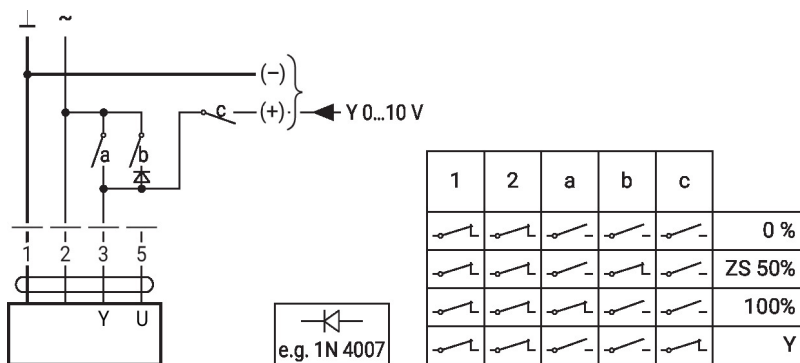 ⊥ ~
(–)
c (+) Y 0...10 V
a b
1 2 3 5
Y U
e.g. 1N 4007
1 2 a b c
0 %
ZS 50%
100%
Y